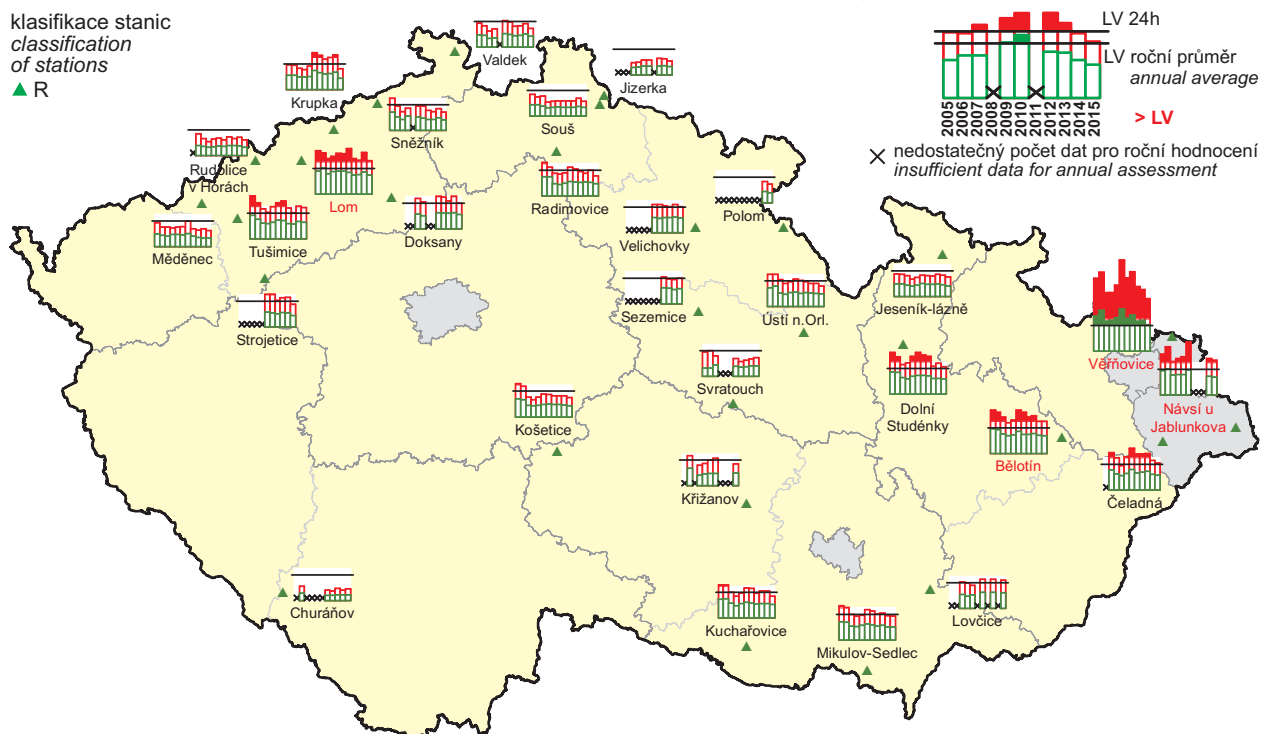 klasifikace stanic
classification
of stations
R
LV 24h
LV roční průměr
annual average
2005
2006
2007
2008
2009
2010
2011
2012
2013
2014
2015
> LV
nedostatečný počet dat pro roční hodnocení
insufficient data for annual assessment
Valdek
Jizerka
Krupka
Sněžník
Souš
Rudolice
v Horách
Lom
Radimovice
Polom
Měděnec
Tušimice
Doksany
Velichovky
Strojetice
Sezemice
Ústí n.Orl.
Jeseník-lázně
Věřňovice
Svratouch
Dolní
Studénky
Návsí u
Jablunkova
Košetice
Bělotín
Křižanov
Čeladná
Churáňov
Kuchařovice
Lovčice
Mikulov-Sedlec